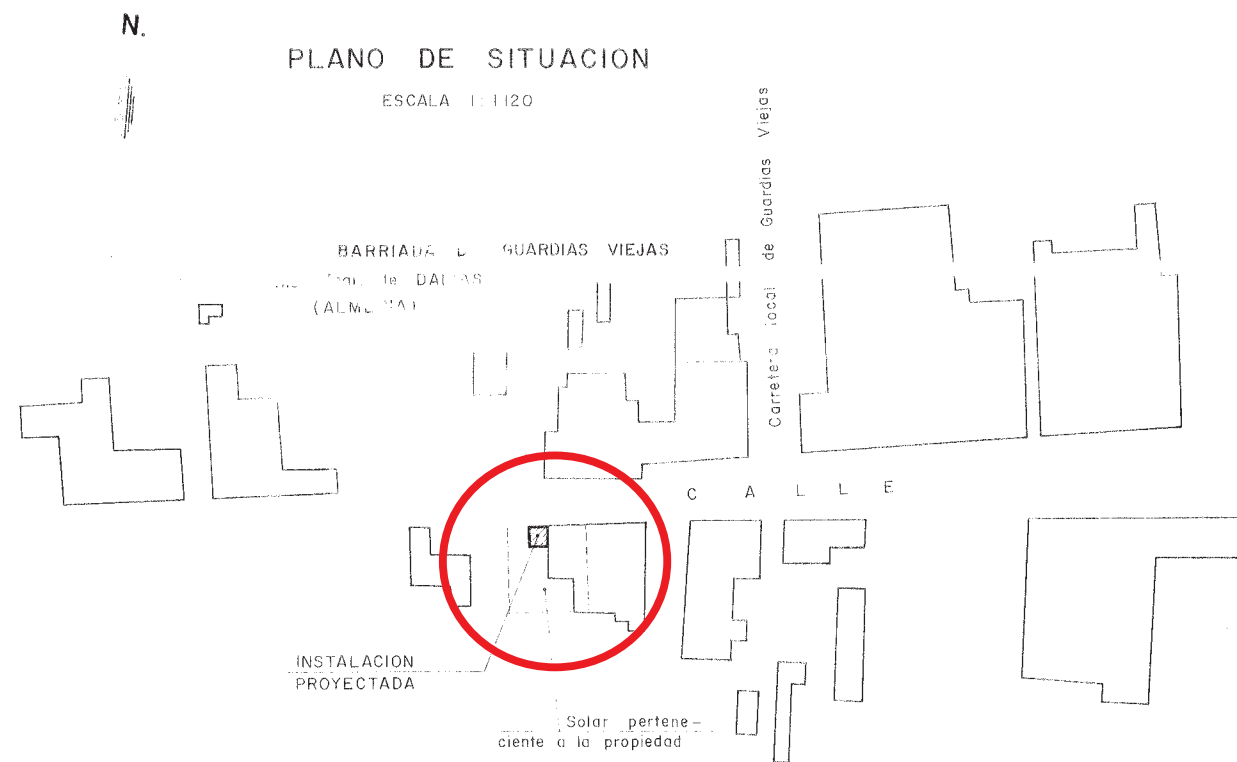 N.
PLANO DE SITUACION
ESCALA 1:1120
Carretera local de Guardias Viejas
BARRIADA GUARDIAS VIEJAS
CALLE
INSTALACION
PROYECTADA
Solar pertene-
ciente a la propiedad